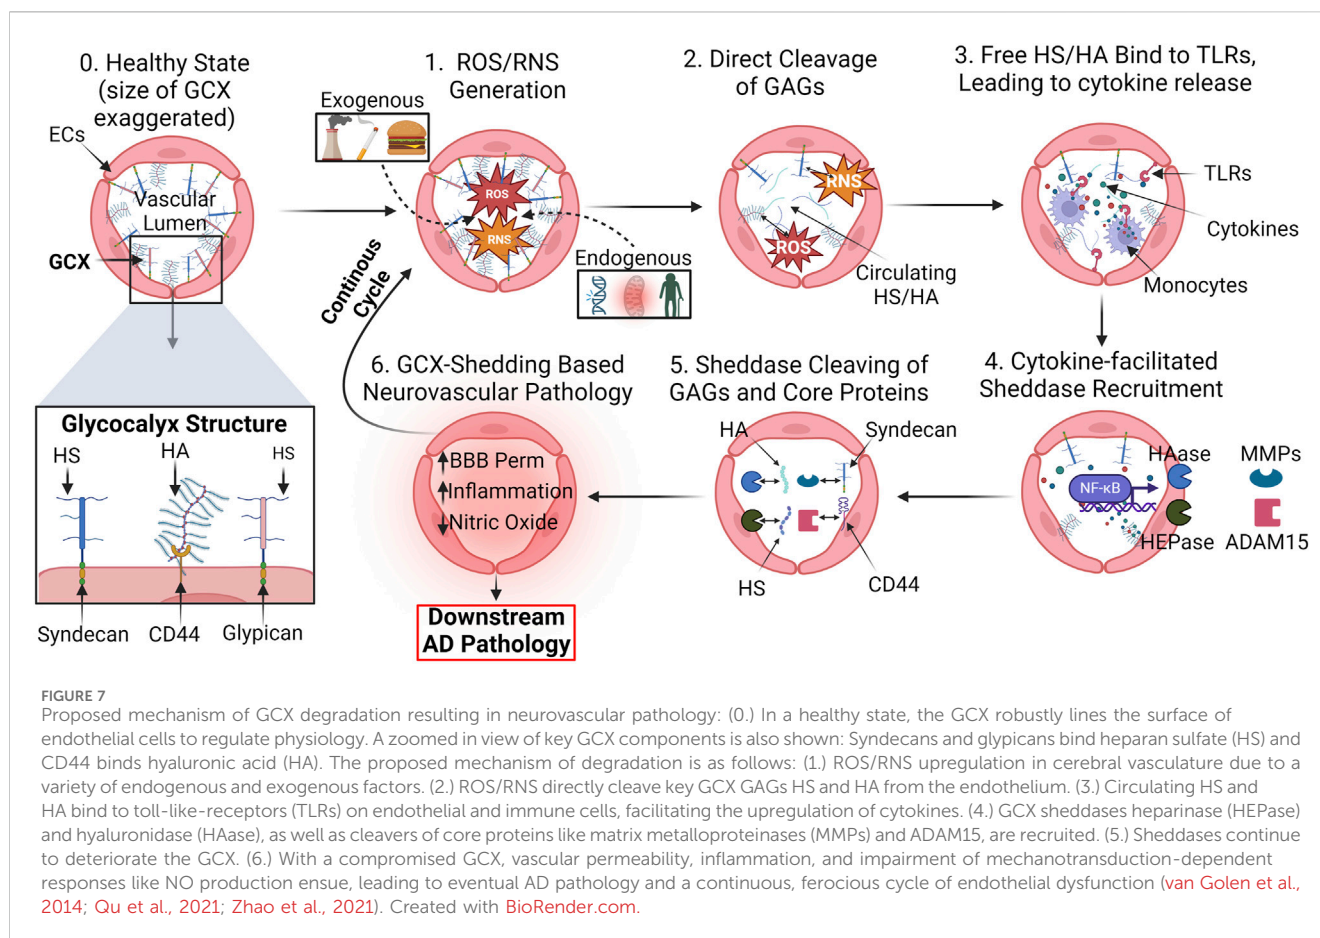 0. Healthy State
(size of GCX
exaggerated)
ECs
Vascular
Lumen
GCX
Glycocalyx Structure
HS
HA
HS
Syndecan
CD44
Glypican
1. ROS/RNS
Generation
Exogenous
ROS
RNS
Endogenous
Continous
Cycle
2. Direct Cleavage
of GAGs
RNS
ROS
Circulating
HS/HA
3. Free HS/HA Bind to TLRs,
Leading to cytokine release
TLRs
Cytokines
Monocytes
4. Cytokine-facilitated
Sheddase Recruitment
NF-κB
HAase
MMPs
HEPase
ADAM15
5. Sheddase Cleaving of
GAGs and Core Proteins
HA
Syndecan
HS
CD44
6. GCX-Shedding Based
Neurovascular Pathology
BBB Perm
Inflammation
Nitric Oxide
Downstream
AD Pathology
FIGURE 7
Proposed mechanism of GCX degradation resulting in neurovascular pathology: (0.) In a healthy state, the GCX robustly lines the surface of
endothelial cells to regulate physiology. A zoomed in view of key GCX components is also shown: Syndecans and glypicans bind heparan sulfate (HS) and
CD44 binds hyaluronic acid (HA). The proposed mechanism of degradation is as follows: (1.) ROS/RNS upregulation in cerebral vasculature due to a
variety of endogenous and exogenous factors. (2.) ROS/RNS directly cleave key GCX GAGs HS and HA from the endothelium. (3.) Circulating HS and
HA bind to toll-like-receptors (TLRs) on endothelial and immune cells, facilitating the upregulation of cytokines. (4.) GCX sheddases heparinase (HEPase)
and hyaluronidase (HAase), as well as cleavers of core proteins like matrix metalloproteinases (MMPs) and ADAM15, are recruited. (5.) Sheddases continue
to deteriorate the GCX. (6.) With a compromised GCX, vascular permeability, inflammation, and impairment of mechanotransduction-dependent
responses like NO production ensue, leading to eventual AD pathology and a continuous, ferocious cycle of endothelial dysfunction (van Golen et al.,
2014; Qu et al., 2021; Zhao et al., 2021). Created with BioRender.com.